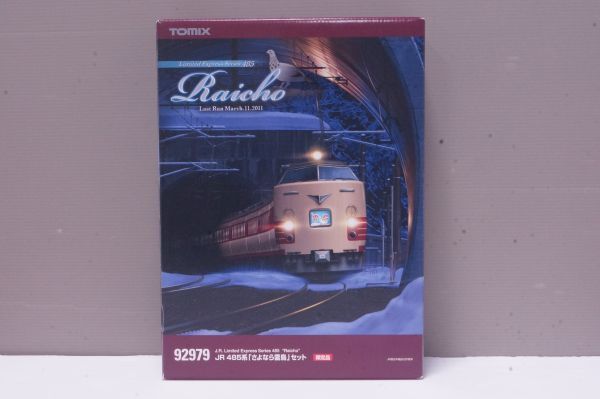 TOMIX
Limited Express Series 485
Raicho
Last Run March.11.2011
92979
J.R. Limited Express Series 485 "Raicho"
JR 485系「さよなら雷鳥」セット 限定品